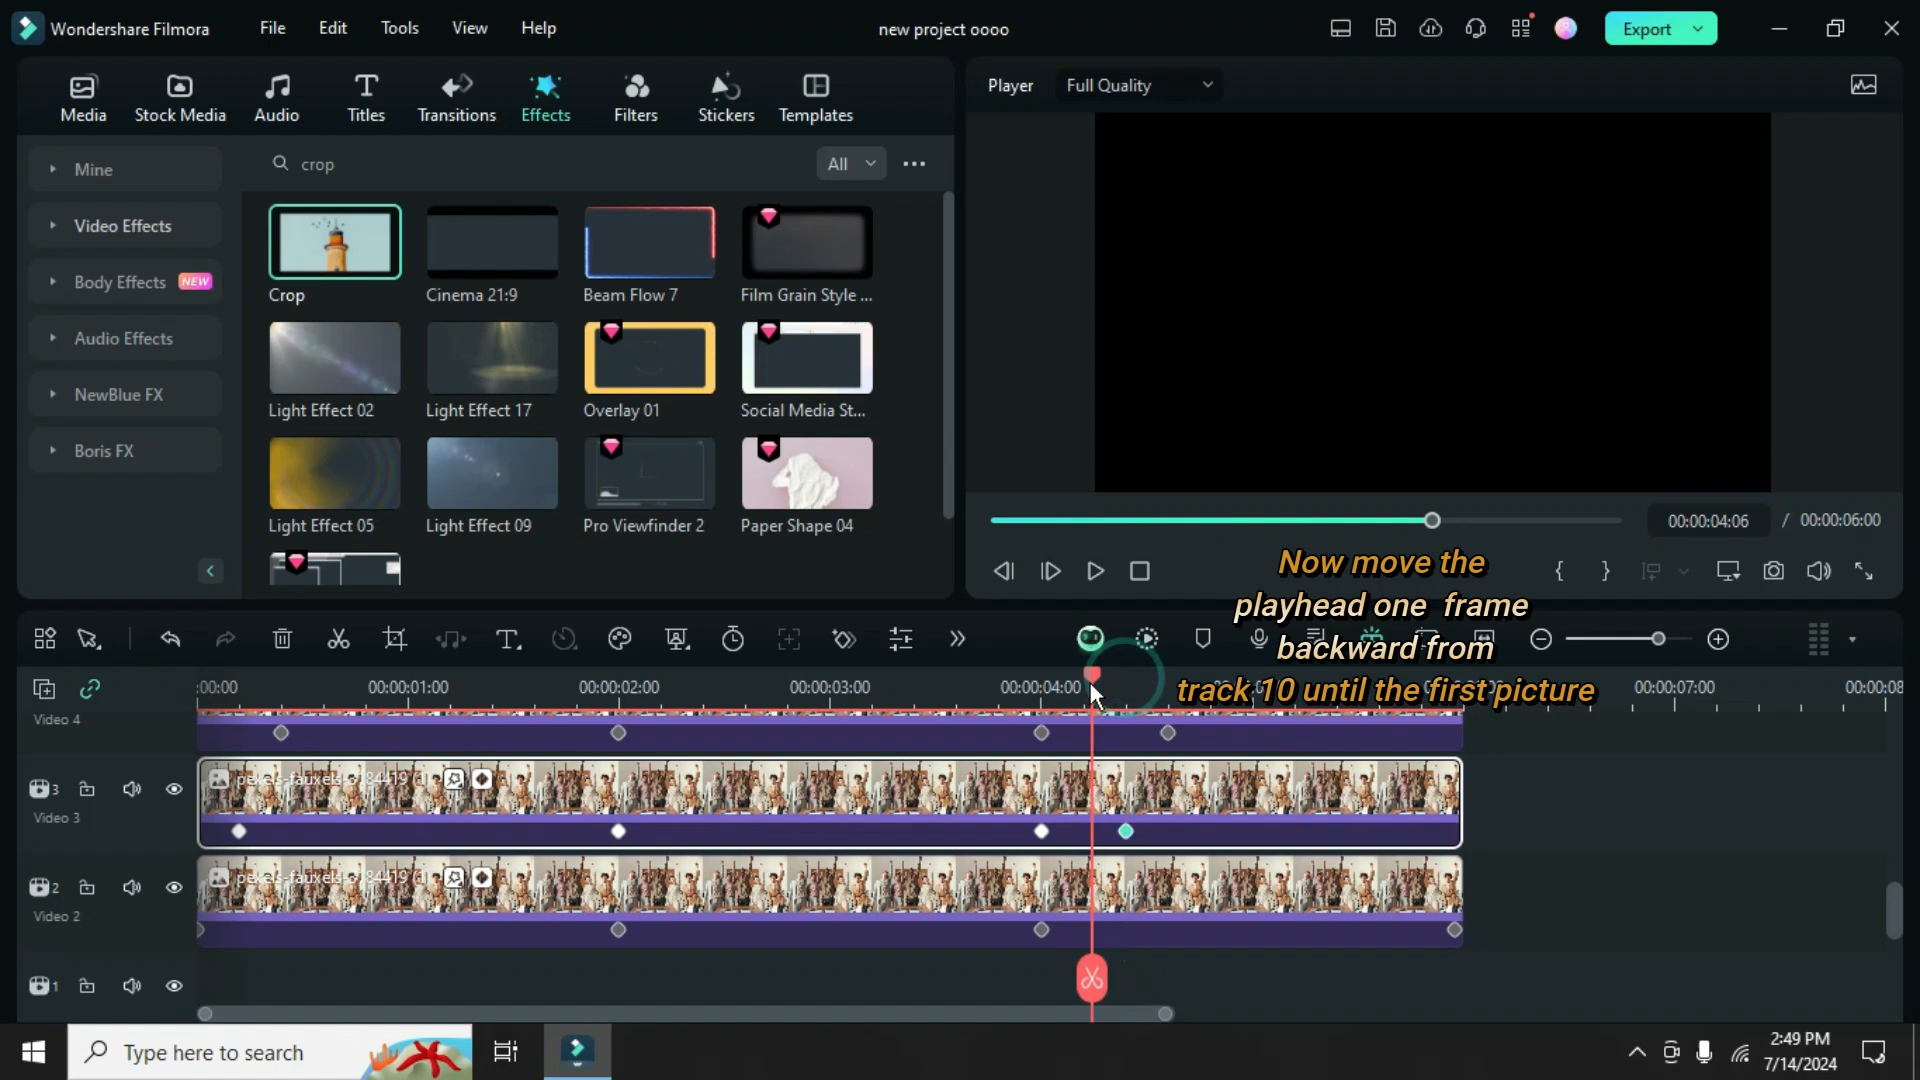 Wondershare Filmora
File
Edit
Tools
View
Help
new project oooo
Export
Media
Stock Media
Audio
Titles
Transitions
Effects
Filters
Stickers
Templates
Player
Full Quality
Mine
Video Effects
Body Effects
NEW
Audio Effects
NewBlue FX
Boris FX
crop
All
Crop
Cinema 21:9
Beam Flow 7
Film Grain Style ...
Light Effect 02
Light Effect 17
Overlay 01
Social Media St...
Light Effect 05
Light Effect 09
Pro Viewfinder 2
Paper Shape 04
00:00:04:06
/ 00:00:06:00
Now move the
playhead one frame
backward from
track 10 until the first picture
:00:00
00:00:01:00
00:00:02:00
00:00:03:00
00:00:04:00
00:00:07:00
00:00:08
Video 4
3
Video 3
2
Video 2
1
Type here to search
2:49 PM
7/14/2024